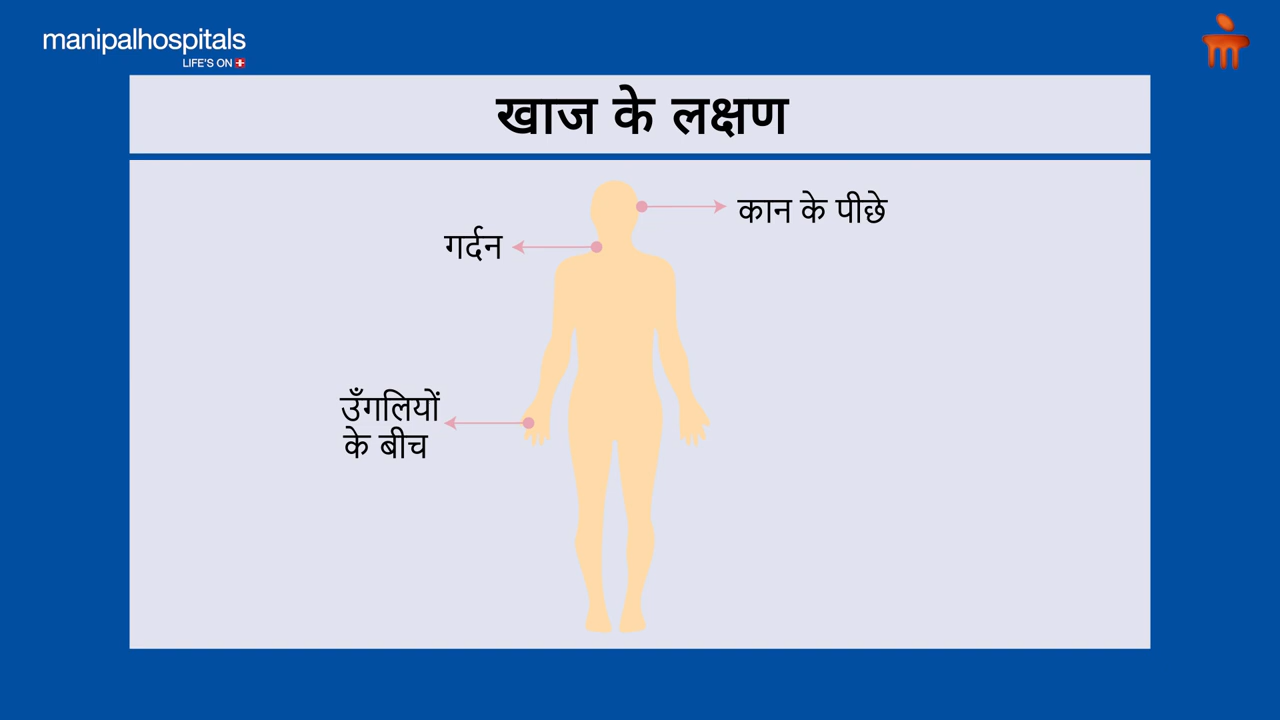 manipalhospitals
LIFE'S ON
खाज के लक्षण
कान के पीछे
गर्दन
उँगलियों
के बीच